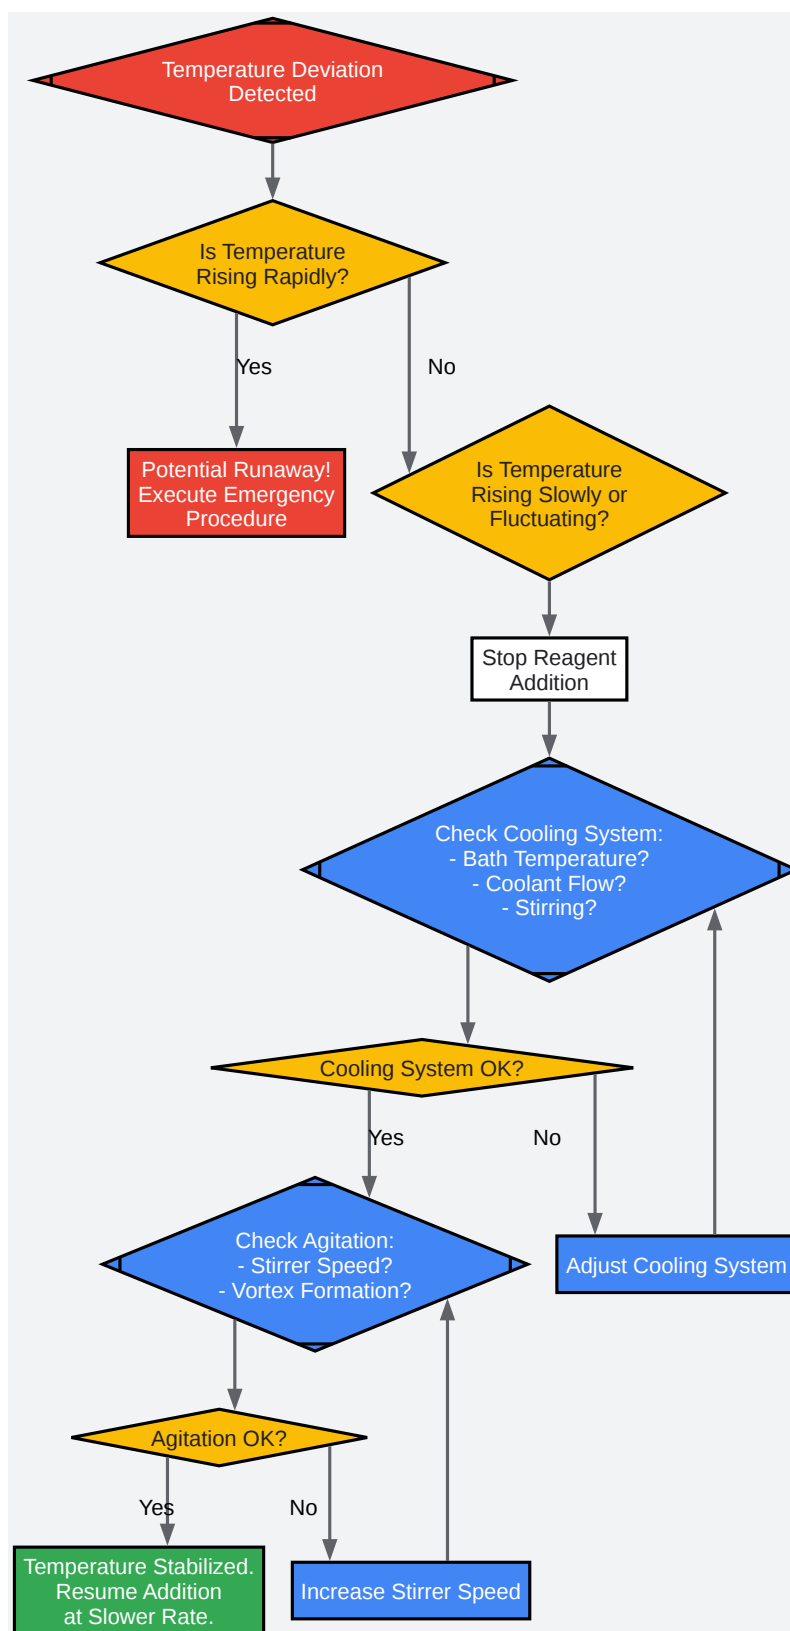 Temperature Deviation
Detected
Is Temperature
Rising Rapidly?
Yes
No
Potential Runaway!
Execute Emergency
Procedure
Is Temperature
Rising Slowly or
Fluctuating?
Stop Reagent
Addition
Check Cooling System:
- Bath Temperature?
- Coolant Flow?
- Stirring?
Cooling System OK?
Yes
No
Check Agitation:
- Stirrer Speed?
- Vortex Formation?
Adjust Cooling System
Agitation OK?
Yes
No
Temperature Stabilized.
Resume Addition
at Slower Rate.
Increase Stirrer Speed